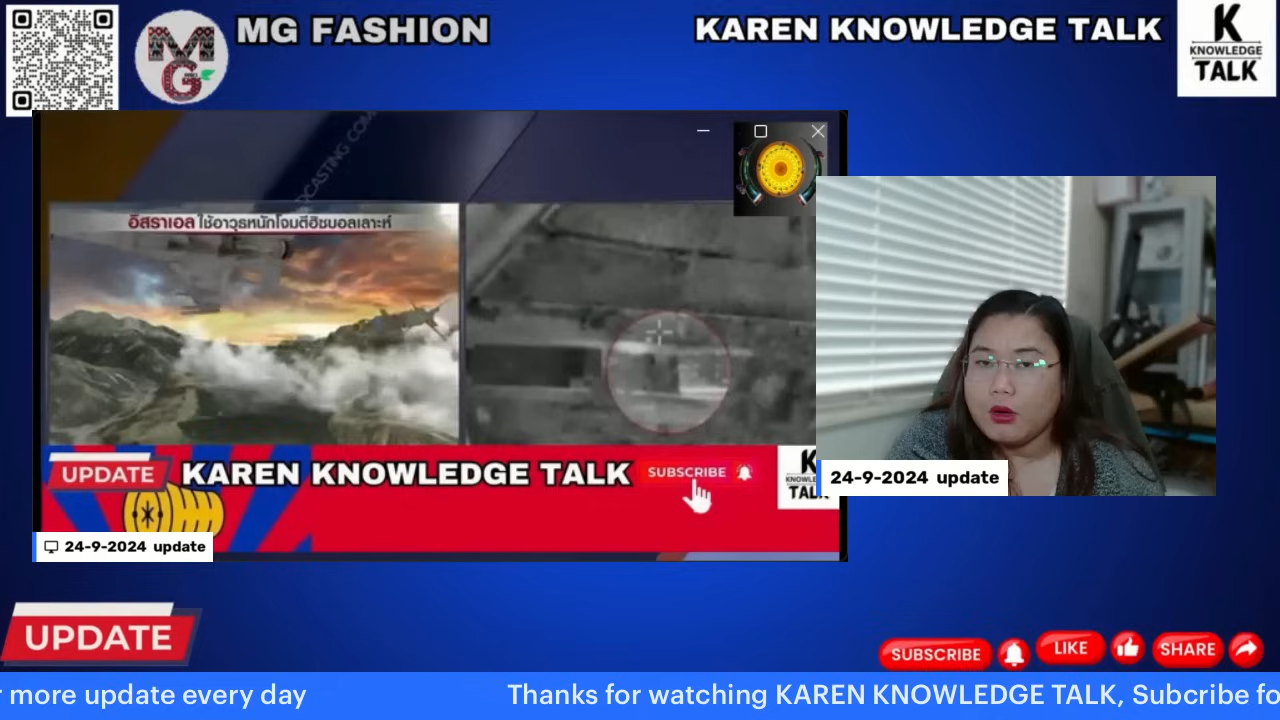 MG FASHION
KAREN KNOWLEDGE TALK
MG
K
KNOWLEDGE
TALK
อิสราเอล ใช้อาวุธหนักโจมตีฮิซบอลเลาะห์
UPDATE
KAREN KNOWLEDGE TALK
SUBSCRIBE
24-9-2024 update
24-9-2024 update
UPDATE
SUBSCRIBE
LIKE
SHARE
more update every day
Thanks for watching KAREN KNOWLEDGE TALK, Subcribe fo